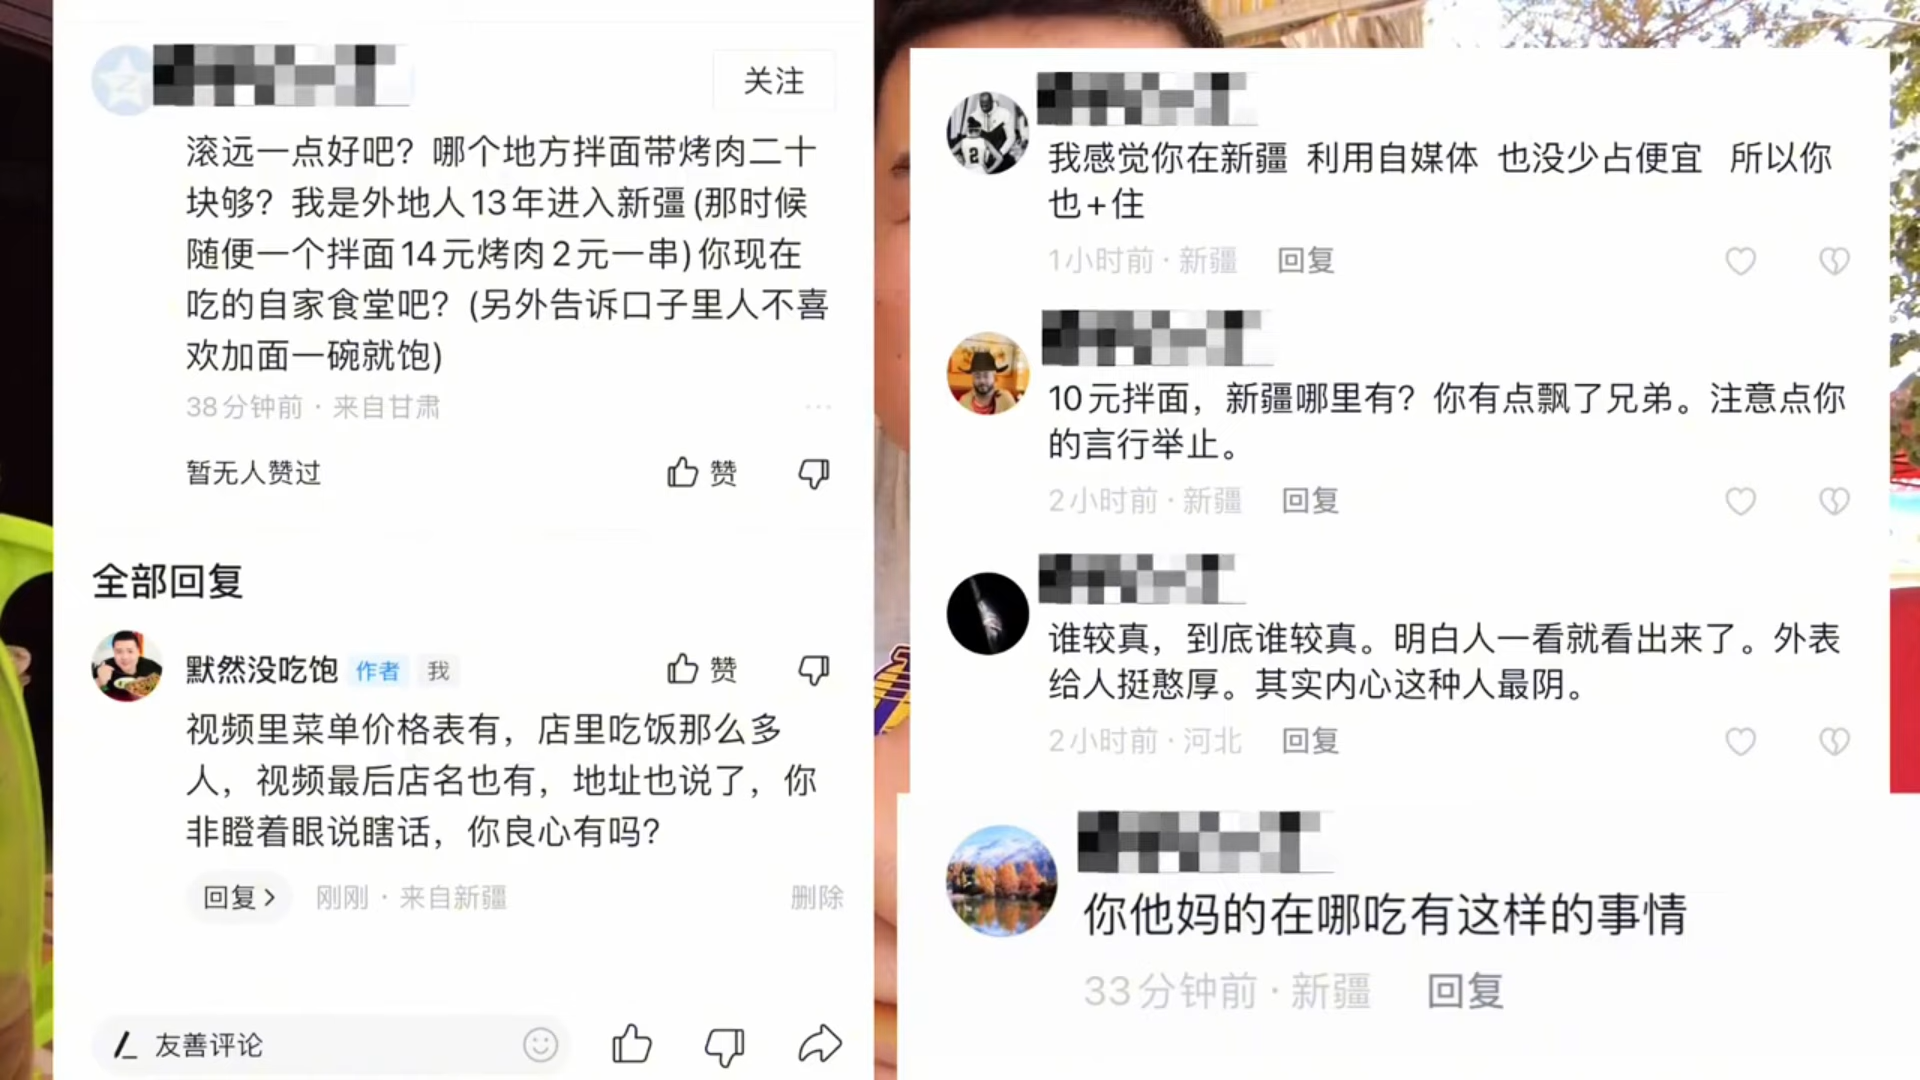 关注
滚远一点好吧？哪个地方拌面带烤肉二十
块够？我是外地人13年进入新疆(那时候
随便一个拌面14元烤肉2元一串)你现在
吃的自家食堂吧？(另外告诉口子里人不喜
欢加面一碗就饱)
38分钟前 · 来自甘肃
暂无人赞过
赞
全部回复
默然没吃饱 作者 我
赞
视频里菜单价格表有，店里吃饭那么多
人，视频最后店名也有，地址也说了，你
非瞪着眼说瞎话，你良心有吗？
回复 >
刚刚 · 来自新疆
删除
友善评论
我感觉你在新疆 利用自媒体 也没少占便宜 所以你
也+住
1小时前 · 新疆 回复
10元拌面，新疆哪里有？你有点飘了兄弟。注意点你
的言行举止。
2小时前 · 新疆 回复
谁较真，到底谁较真。明白人一看就看出来了。外表
给人挺憨厚。其实内心这种人最阴。
2小时前 · 河北 回复
你他妈的在哪吃有这样的事情
33分钟前 · 新疆 回复